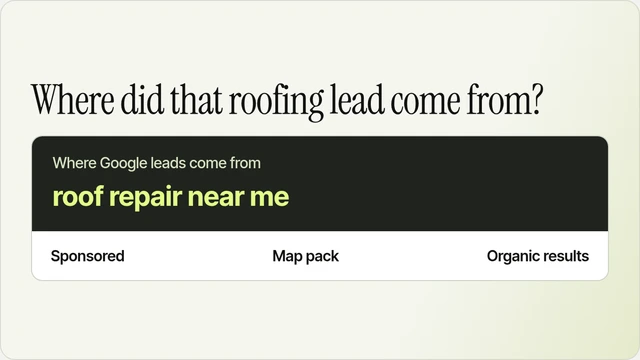 Where did that roofing lead come from?
Where Google leads come from
roof repair near me
Sponsored Map pack Organic results